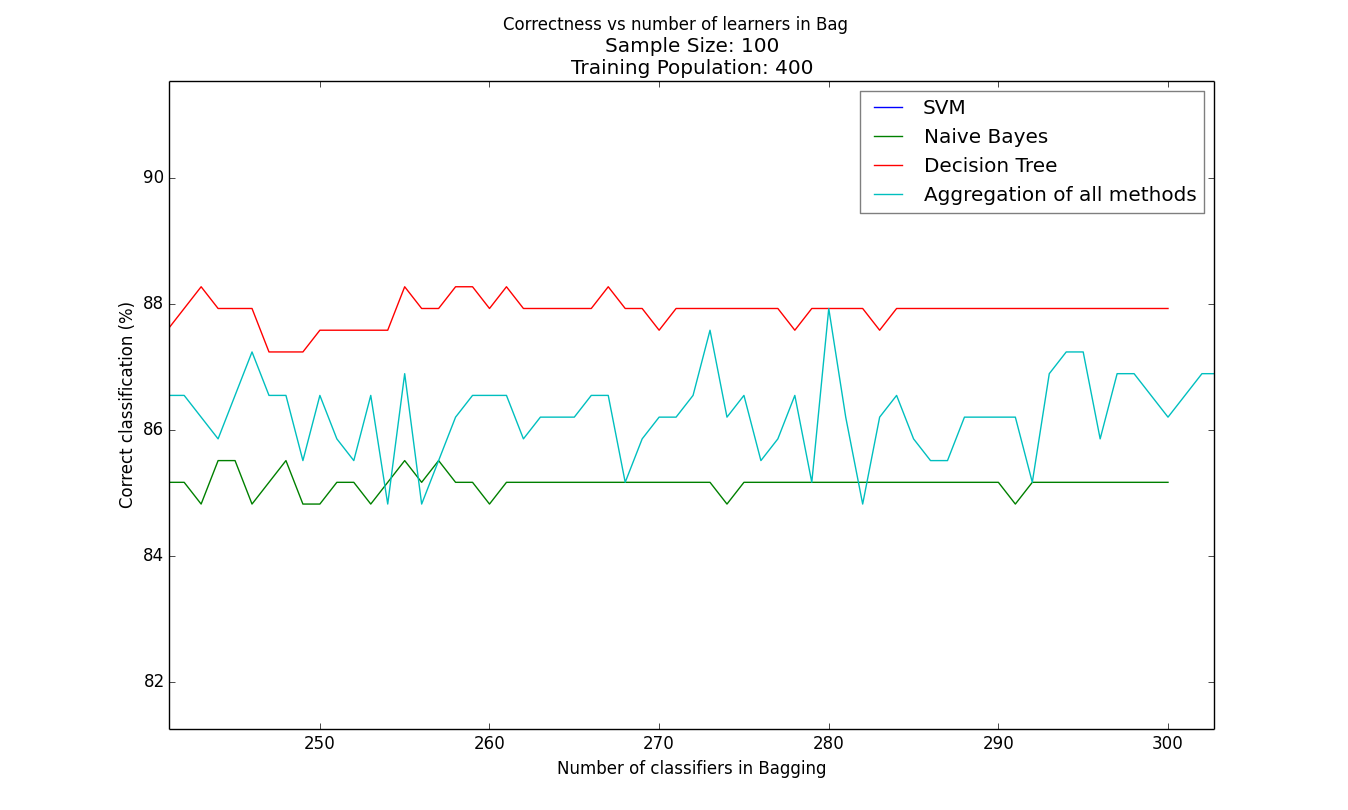 Correctness vs number of learners in Bag
Sample Size: 100
Training Population: 400
SVM
Naive Bayes
Decision Tree
Aggregation of all methods
Correct classification (%)
90
88
86
84
82
250 260 270 280 290 300
Number of classifiers in Bagging